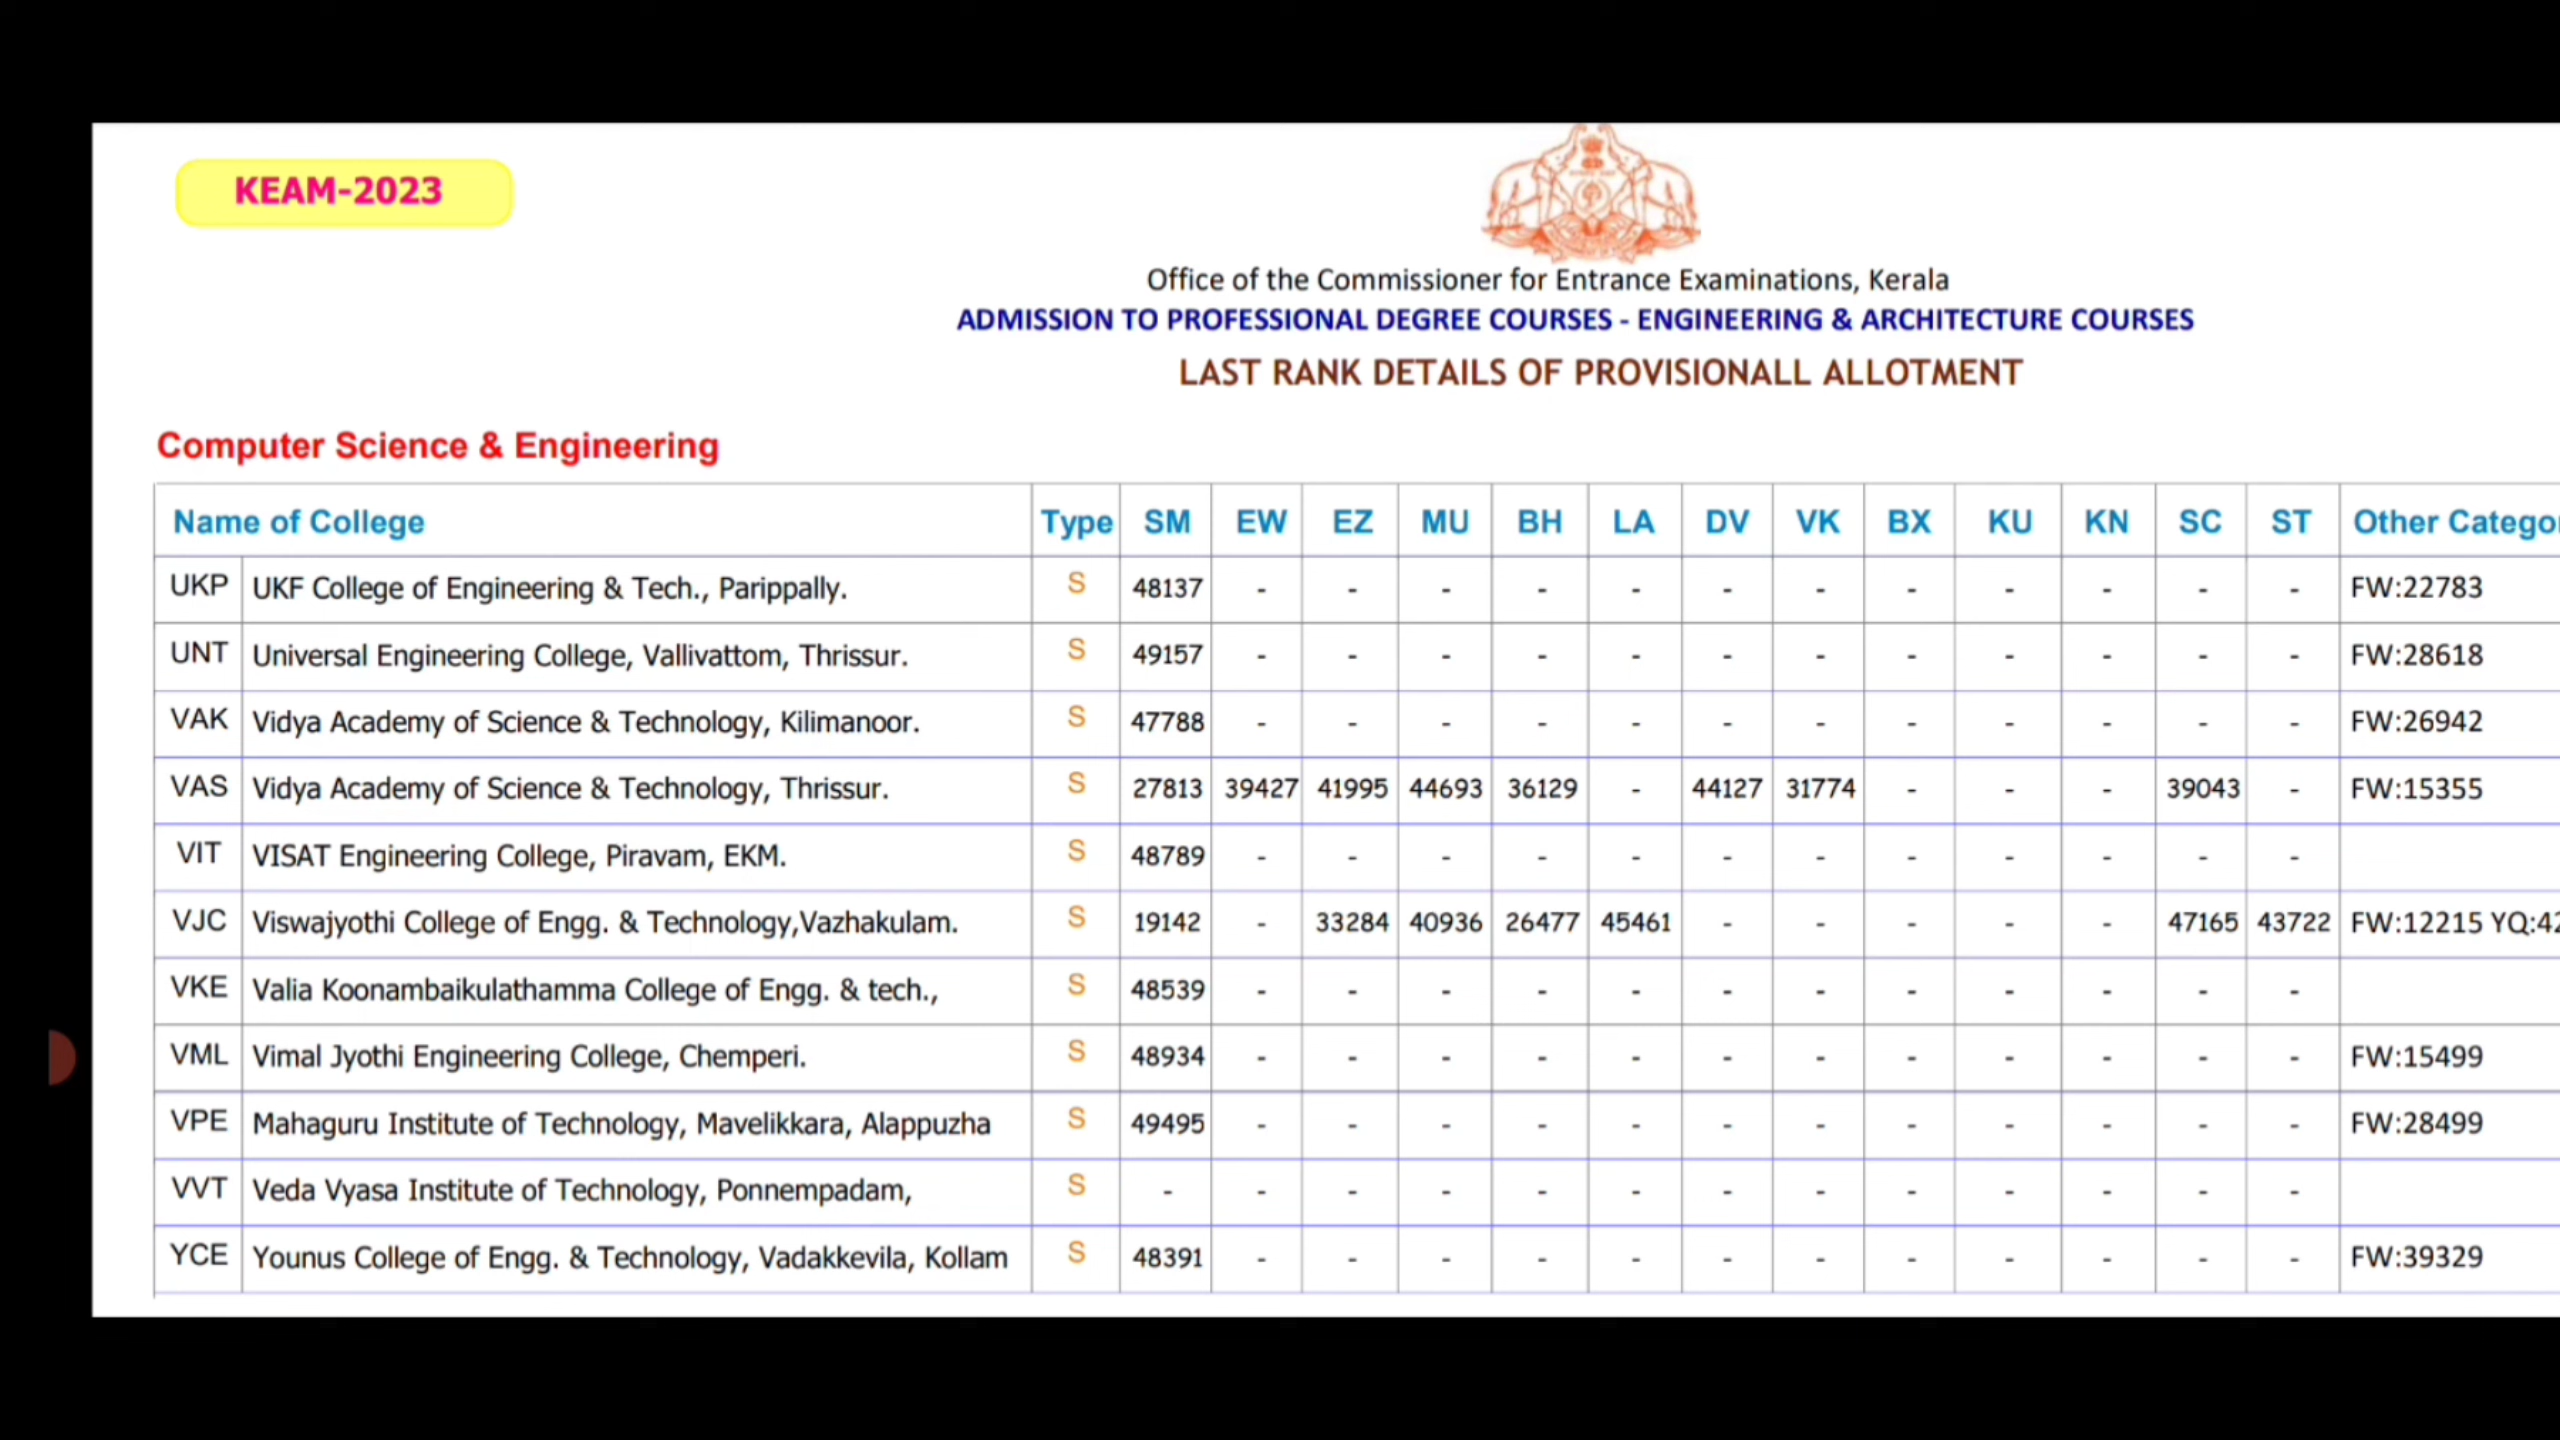 KEAM-2023
Office of the Commissioner for Entrance Examinations, Kerala
ADMISSION TO PROFESSIONAL DEGREE COURSES - ENGINEERING & ARCHITECTURE COURSES
LAST RANK DETAILS OF PROVISIONALL ALLOTMENT
Computer Science & Engineering
Name of College Type SM EW EZ MU BH LA DV VK BX KU KN SC ST Other Catego
UKP UKF College of Engineering & Tech., Parippally. S 48137 - - - - - - - - - - - - FW:22783
UNT Universal Engineering College, Vallivattom, Thrissur. S 49157 - - - - - - - - - - - - FW:28618
VAK Vidya Academy of Science & Technology, Kilimanoor. S 47788 - - - - - - - - - - - - FW:26942
VAS Vidya Academy of Science & Technology, Thrissur. S 27813 39427 41995 44693 36129 - 44127 31774 - - - 39043 - FW:15355
VIT VISAT Engineering College, Piravam, EKM. S 48789 - - - - - - - - - - - -
VJC Viswajyothi College of Engg. & Technology,Vazhakulam. S 19142 - 33284 40936 26477 45461 - - - - - 47165 43722 FW:12215 YQ:42
VKE Valia Koonambaikulathamma College of Engg. & tech., S 48539 - - - - - - - - - - - -
VML Vimal Jyothi Engineering College, Chemperi. S 48934 - - - - - - - - - - - - FW:15499
VPE Mahaguru Institute of Technology, Mavelikkara, Alappuzha S 49495 - - - - - - - - - - - - FW:28499
VVT Veda Vyasa Institute of Technology, Ponnempadam, S - - - - - - - - - - - - -
YCE Younus College of Engg. & Technology, Vadakkevila, Kollam S 48391 - - - - - - - - - - - - FW:39329